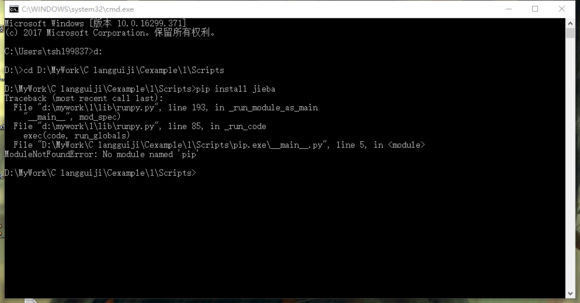 C:\WINDOWS\system32\cmd.exe
Microsoft Windows [版本 10.0.16299.371]
(c) 2017 Microsoft Corporation。保留所有权利。
C:\Users\tsh199837>d:
D:\>cd D:\MyWork\C langguiji\Cexample\1\Scripts
D:\MyWork\C langguiji\Cexample\1\Scripts>pip install jieba
Traceback (most recent call last):
File "d:\mywork\1\lib\runpy.py", line 193, in _run_module_as_main
"__main__", mod_spec)
File "d:\mywork\1\lib\runpy.py", line 85, in _run_code
exec(code, run_globals)
File "D:\MyWork\C langguiji\Cexample\1\Scripts\pip.exe\__main__.py", line 5, in <module>
ModuleNotFoundError: No module named 'pip'
D:\MyWork\C langguiji\Cexample\1\Scripts>